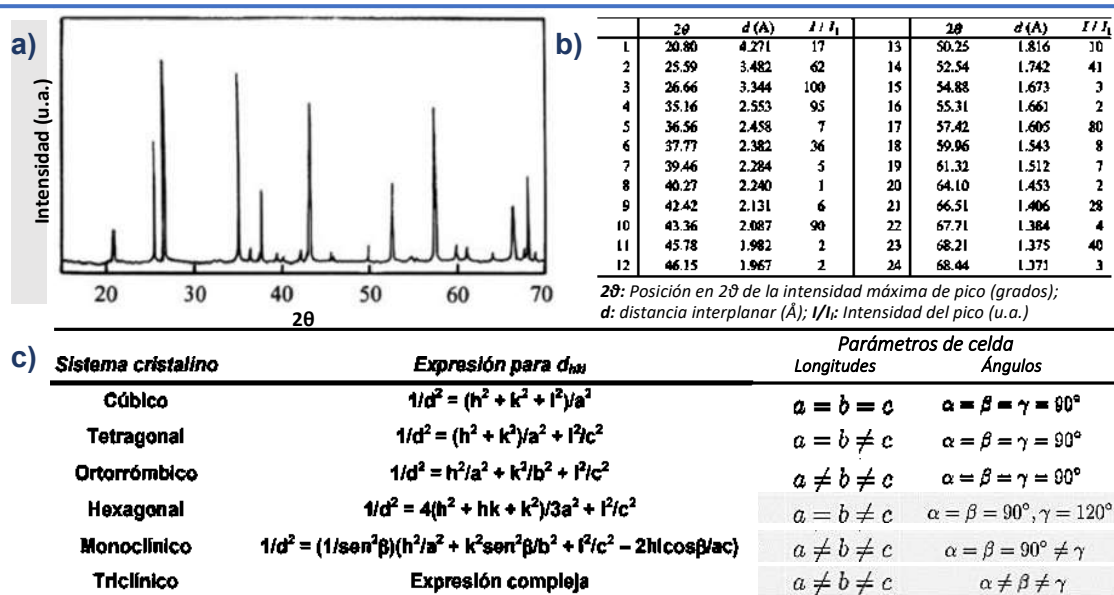 a)
Intensidad (u.a.)
20 30 40 50 60 70
2θ
b)
2θ d (A) I / I₁ 2θ d (A) I / I₁
1 20.80 4.271 17 13 50.25 1.816 10
2 25.59 3.482 62 14 52.54 1.742 41
3 26.66 3.344 100 15 54.88 1.673 3
4 35.16 2.553 95 16 55.31 1.661 2
5 36.56 2.458 7 17 57.42 1.605 80
6 37.77 2.382 36 18 59.96 1.543 8
7 39.46 2.284 5 19 61.32 1.512 7
8 40.27 2.240 1 20 64.10 1.453 2
9 42.42 2.131 6 21 66.51 1.406 28
10 43.36 2.087 90 22 67.71 1.384 4
11 45.78 1.982 2 23 68.21 1.375 40
12 46.15 1.967 2 24 68.44 1.371 3
2θ: Posición en 2θ de la intensidad máxima de pico (grados);
d: distancia interplanar (Å); I/Iᵢ: Intensidad del pico (u.a.)
c)
Parámetros de celda
Sistema cristalino Expresión para dₕₖₗ Longitudes Ángulos
Cúbico 1/d² = (h² + k² + l²)/a² a = b = c α = β = γ = 90°
Tetragonal 1/d² = (h² + k²)/a² + l²/c² a = b ≠ c α = β = γ = 90°
Ortorrómbico 1/d² = h²/a² + k²/b² + l²/c² a ≠ b ≠ c α = β = γ = 90°
Hexagonal 1/d² = 4(h² + hk + k²)/3a² + l²/c² a = b ≠ c α = β = 90°, γ = 120°
Monoclínico 1/d² = (1/sen²β)(h²/a² + k²sen²β/b² + l²/c² – 2hlcosβ/ac) a ≠ b ≠ c α = β = 90° ≠ γ
Triclínico Expresión compleja a ≠ b ≠ c α ≠ β ≠ γ